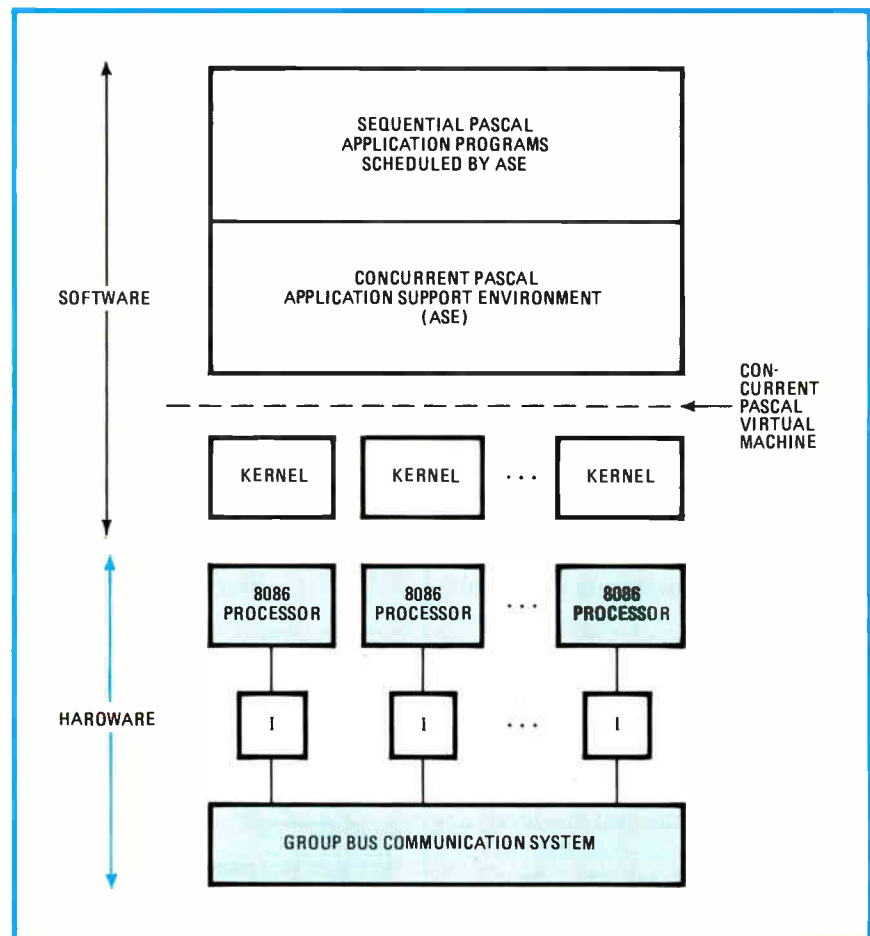 SEQUENTIAL PASCAL
APPLICATION PROGRAMS
SCHEDULED BY ASE
CONCURRENT PASCAL
APPLICATION SUPPORT ENVIRONMENT
(ASE)
SOFTWARE
CON-
CURRENT
PASCAL
VIRTUAL
MACHINE
KERNEL KERNEL ... KERNEL
8086 8086 8086
PROCESSOR PROCESSOR ... PROCESSOR
HARDWARE
I I ... I
GROUP BUS COMMUNICATION SYSTEM